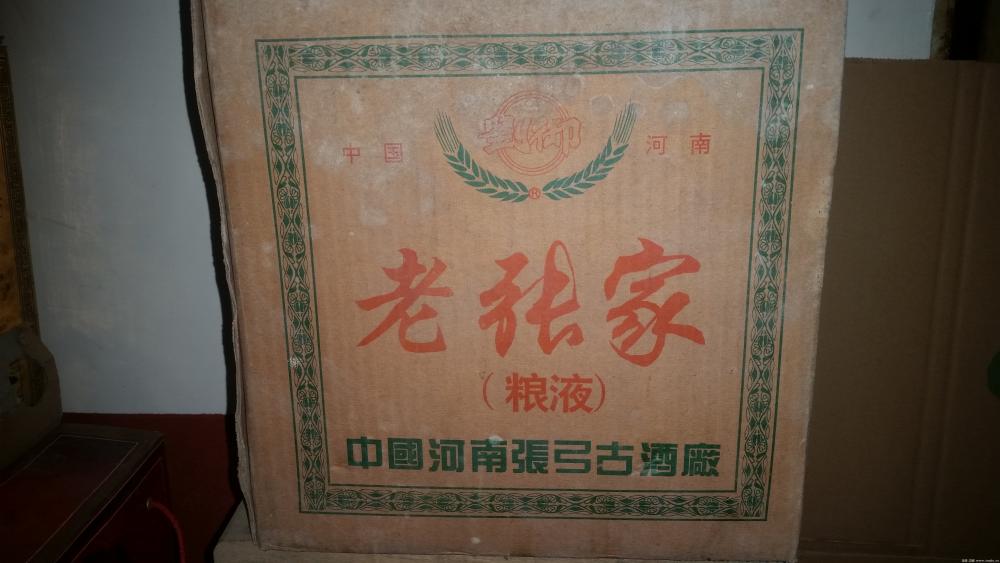 中国 河南
®
老张家
(粮液)
中國河南張弓古酒廠